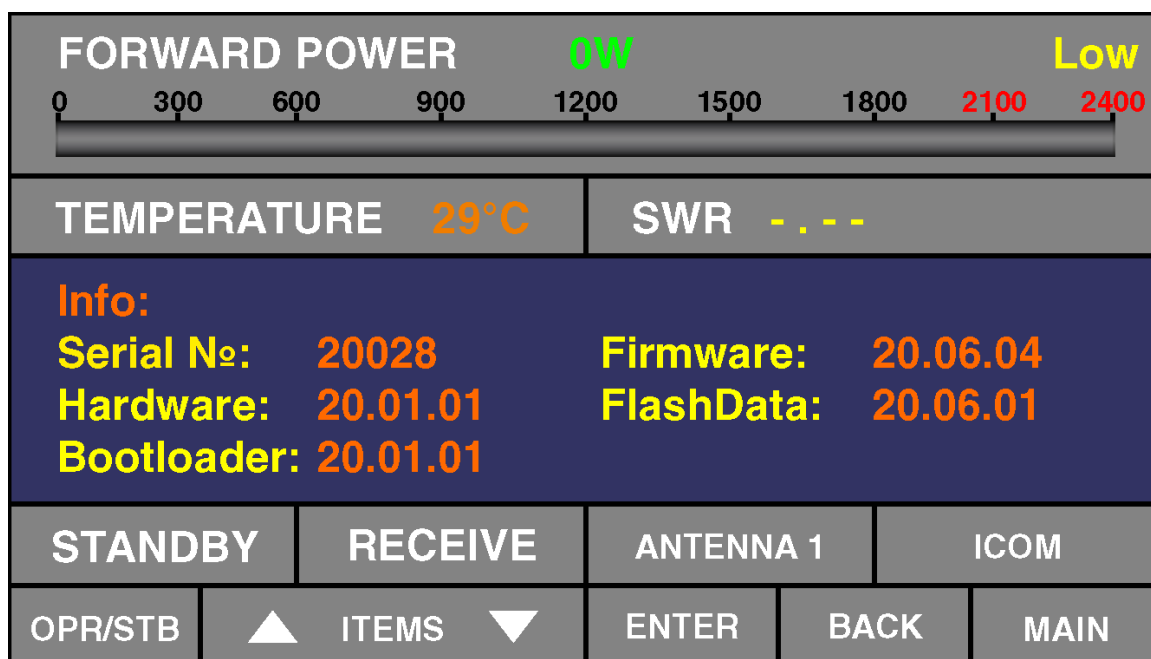 FORWARD POWER 0W Low
0 300 600 900 1200 1500 1800 2100 2400
TEMPERATURE 29°C SWR -.--
Info:
Serial №: 20028 Firmware: 20.06.04
Hardware: 20.01.01 FlashData: 20.06.01
Bootloader: 20.01.01
STANDBY RECEIVE ANTENNA 1 ICOM
OPR/STB ▲ ITEMS ▼ ENTER BACK MAIN